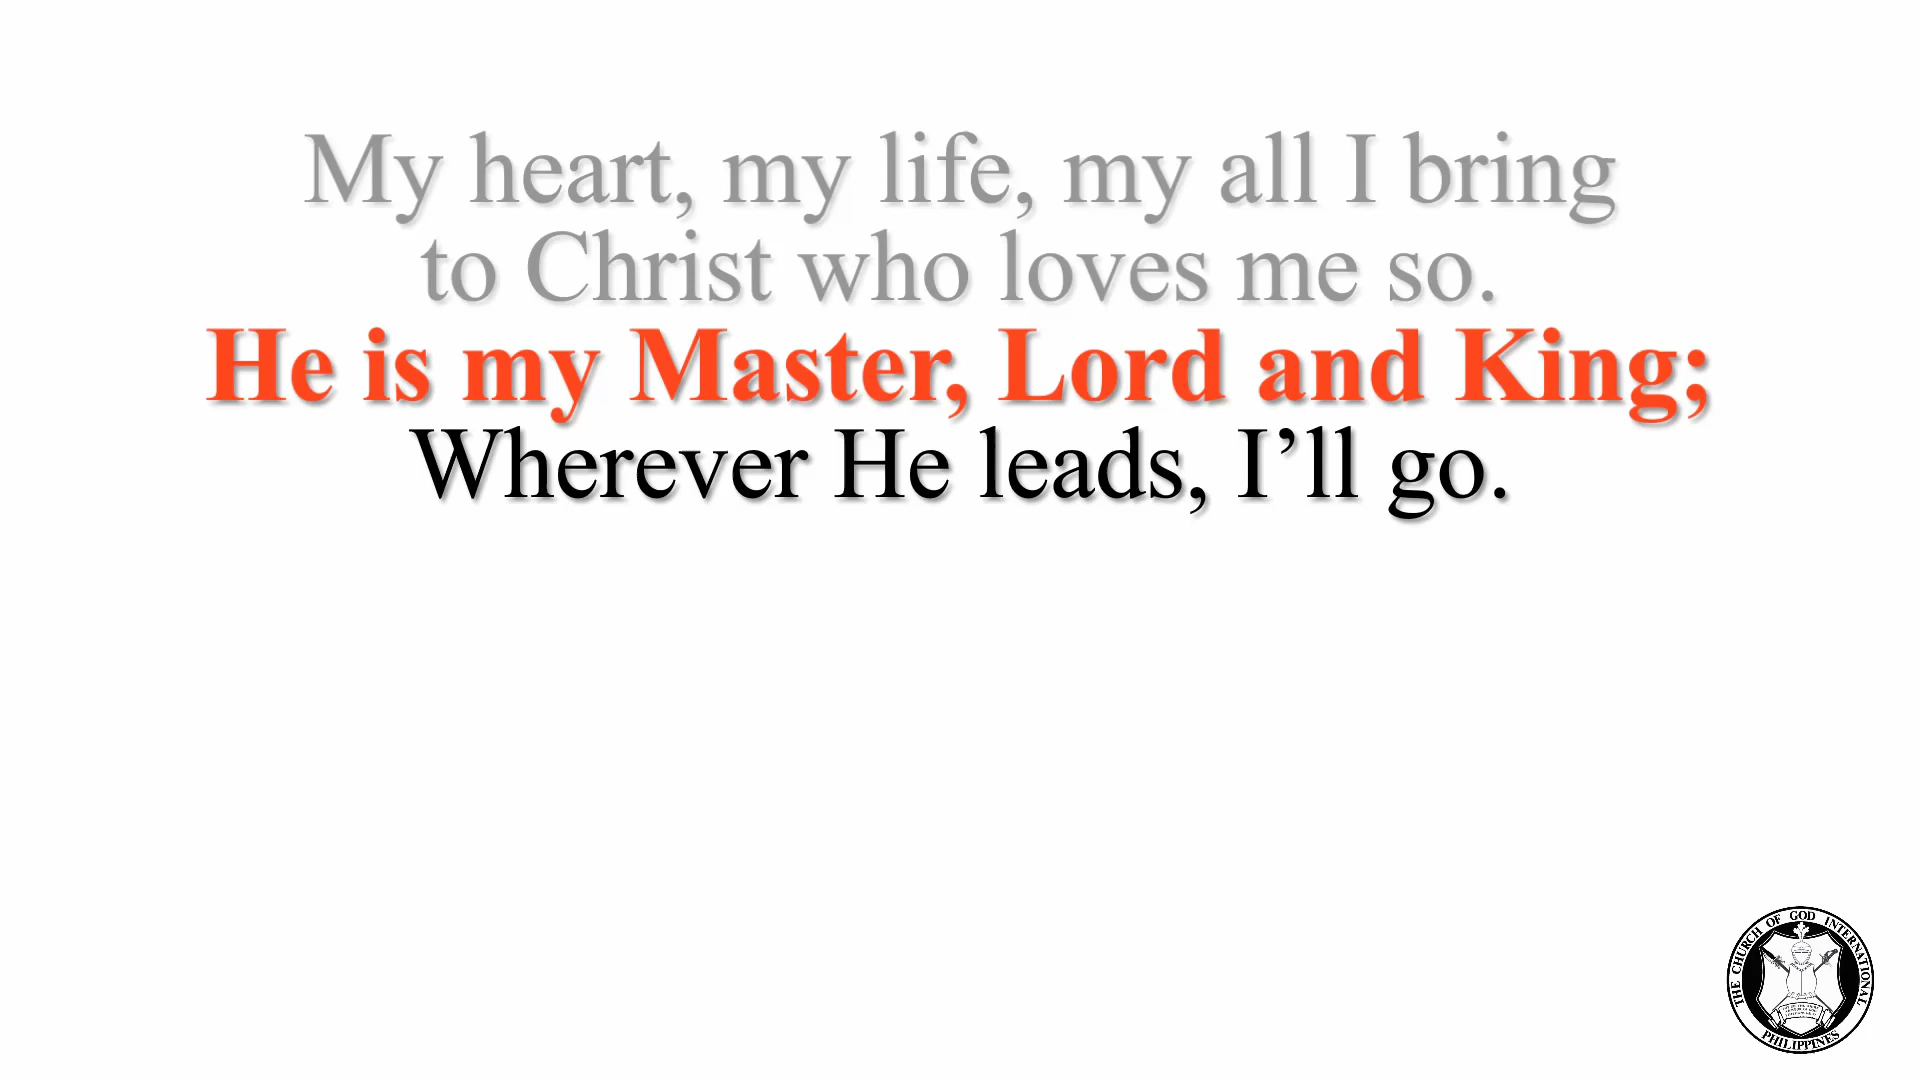 My heart, my life, my all I bring
to Christ who loves me so.
He is my Master, Lord and King;
Wherever He leads, I’ll go.
THE CHURCH OF GOD INTERNATIONAL
PHILIPPINES